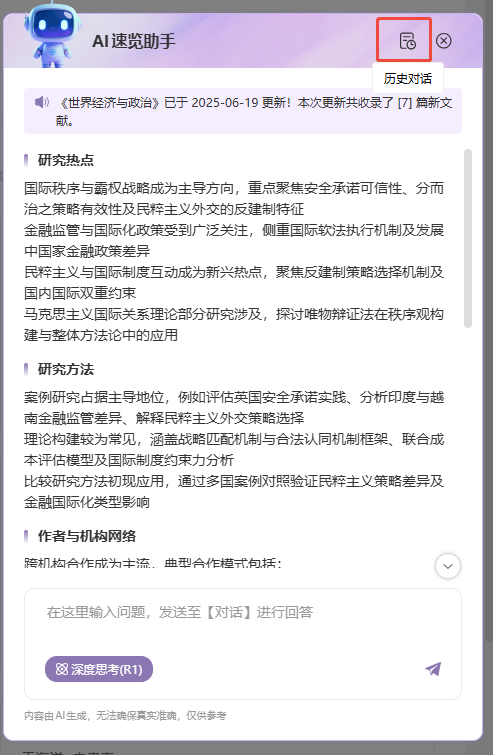 AI速览助手
历史对话
《世界经济与政治》已于 2025-06-19 更新！本次更新共收录了 [7] 篇新文
献。
研究热点
国际秩序与霸权战略成为主导方向，重点聚焦安全承诺可信性、分而
治之策略有效性及民粹主义外交的反建制特征
金融监管与国际化政策受到广泛关注，侧重国际软法执行机制及发展
中国家金融政策差异
民粹主义与国际制度互动成为新兴热点，聚焦反建制策略选择机制及
国内国际双重约束
马克思主义国际关系理论部分研究涉及，探讨唯物辩证法在秩序观构
建与整体方法论中的应用
研究方法
案例研究占据主导地位，例如评估英国安全承诺实践、分析印度与越
南金融监管差异、解释民粹主义外交策略选择
理论构建较为常见，涵盖战略匹配机制与合法认同机制框架、联合成
本评估模型及国际制度约束力分析
比较研究方法初现应用，通过多国案例对照验证民粹主义策略差异及
金融国际化类型影响
作者与机构网络
跨机构合作成为主流，典型合作模式包括：
在这里输入问题，发送至【对话】进行回答
深度思考(R1)
内容由AI生成，无法确保真实准确，仅供参考